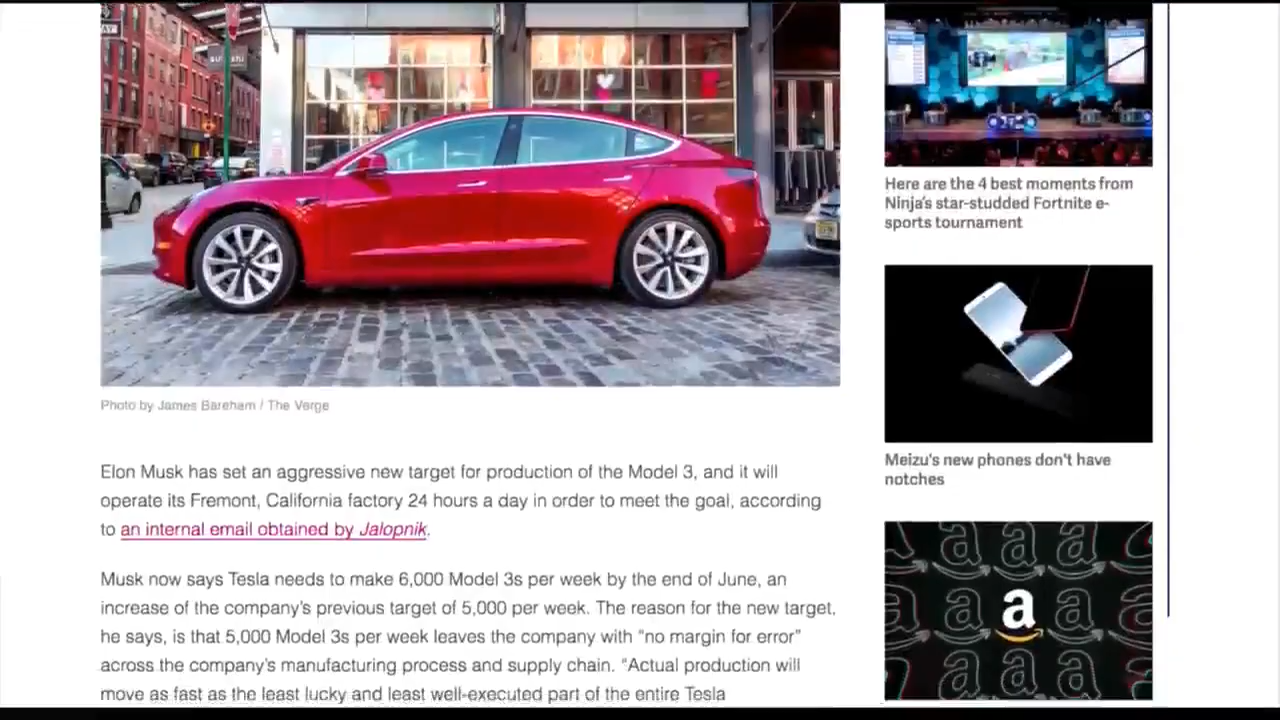 Photo by James Bareham / The Verge
Elon Musk has set an aggressive new target for production of the Model 3, and it will
operate its Fremont, California factory 24 hours a day in order to meet the goal, according
to an internal email obtained by Jalopnik.
Musk now says Tesla needs to make 6,000 Model 3s per week by the end of June, an
increase of the company's previous target of 5,000 per week. The reason for the new target,
he says, is that 5,000 Model 3s per week leaves the company with "no margin for error"
across the company's manufacturing process and supply chain. "Actual production will
move as fast as the least lucky and least well-executed part of the entire Tesla
Here are the 4 best moments from
Ninja's star-studded Fortnite e-
sports tournament
Meizu's new phones don't have
notches